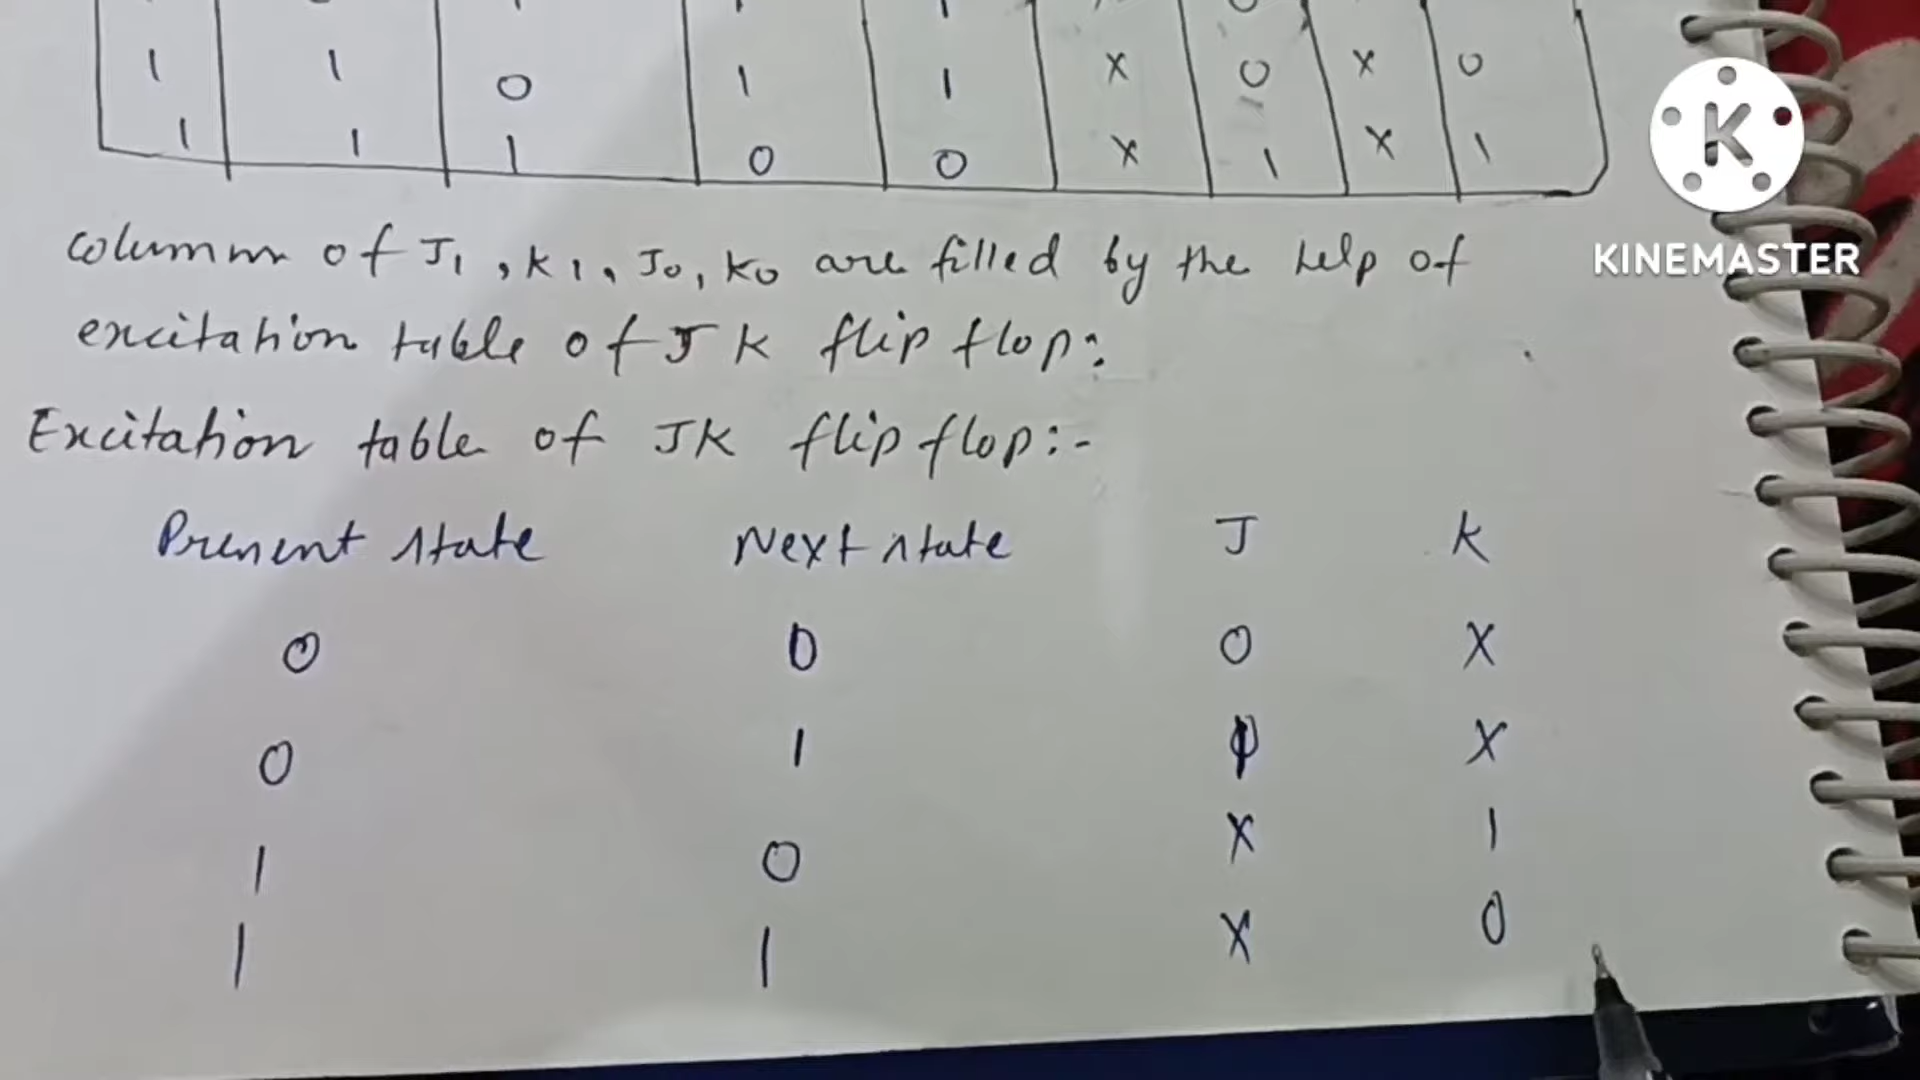 1 1 0 1 1 X 0 X 0
1 1 1 0 0 X 1 X 1
K
KINEMASTER
column of J1, K1, J0, K0 are filled by the help of
excitation table of JK flip flop:
Excitation table of JK flip flop:-
Present state Next state J K
0 0 0 X
0 1 1 X
1 0 X 1
1 1 X 0